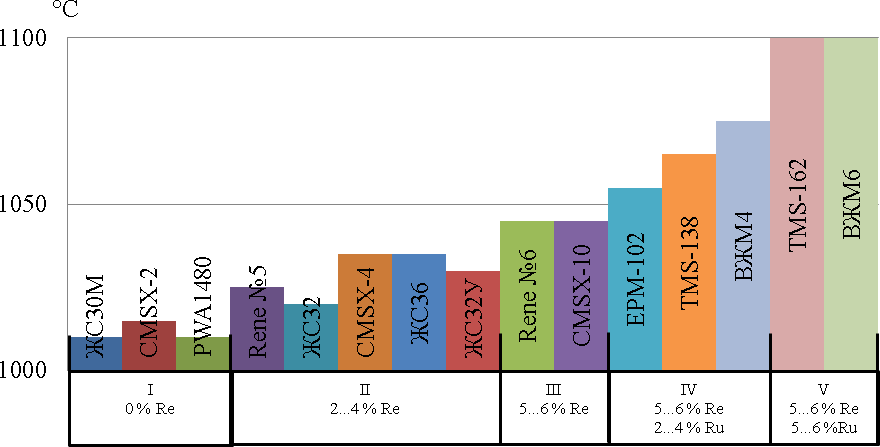 °C
1100
1050
1000
ЖС30М
CMSX-2
PWA1480
Rene №5
ЖС32
CMSX-4
ЖС36
ЖС32У
Rene №6
CMSX-10
EPM-102
TMS-138
ВЖМ4
TMS-162
ВЖМ6
I
0% Re
II
2...4% Re
III
5...6% Re
IV
5...6% Re
2...4% Ru
V
5...6% Re
5...6%Ru